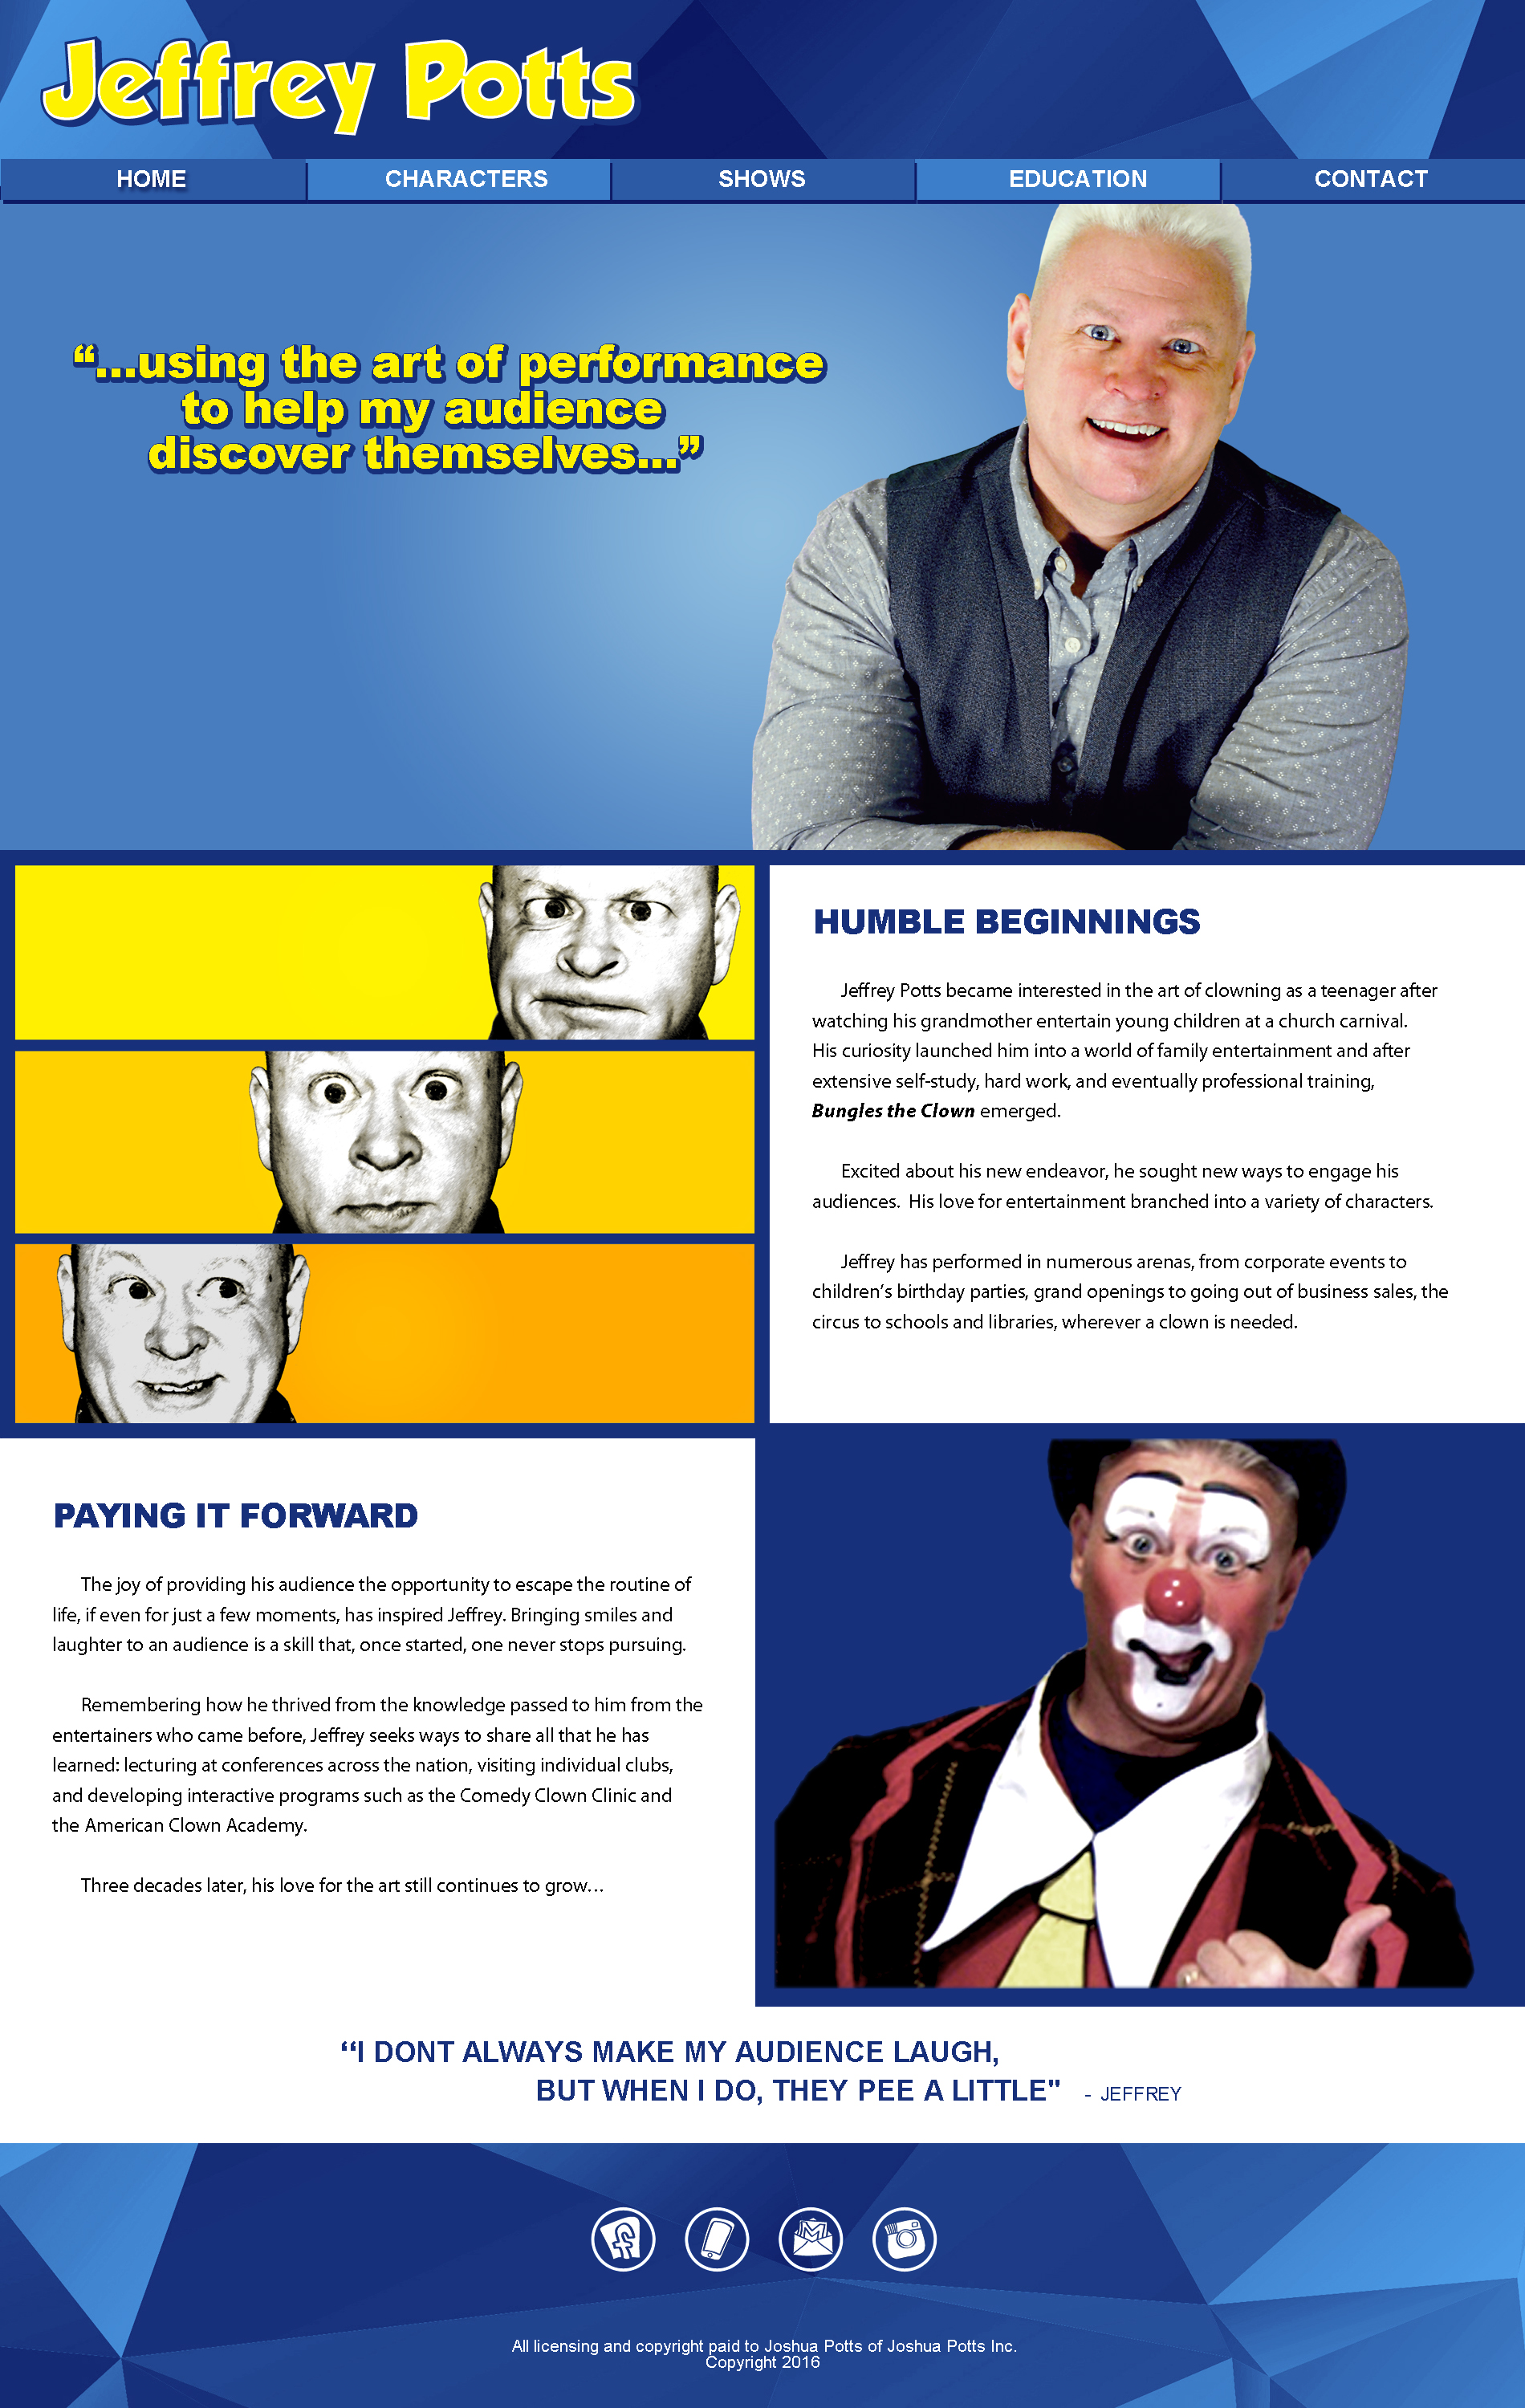 Jeffrey Potts
HOME
CHARACTERS
SHOWS
EDUCATION
CONTACT
“...using the art of performance
to help my audience
discover themselves...”
HUMBLE BEGINNINGS
Jeffrey Potts became interested in the art of clowning as a teenager after
watching his grandmother entertain young children at a church carnival.
His curiosity launched him into a world of family entertainment and after
extensive self-study, hard work, and eventually professional training,
Bungles the Clown emerged.
Excited about his new endeavor, he sought new ways to engage his
audiences.  His love for entertainment branched into a variety of characters.
Jeffrey has performed in numerous arenas, from corporate events to
children’s birthday parties, grand openings to going out of business sales, the
circus to schools and libraries, wherever a clown is needed.
PAYING IT FORWARD
The joy of providing his audience the opportunity to escape the routine of
life, if even for just a few moments, has inspired Jeffrey. Bringing smiles and
laughter to an audience is a skill that, once started, one never stops pursuing.
Remembering how he thrived from the knowledge passed to him from the
entertainers who came before, Jeffrey seeks ways to share all that he has
learned: lecturing at conferences across the nation, visiting individual clubs,
and developing interactive programs such as the Comedy Clown Clinic and
the American Clown Academy.
Three decades later, his love for the art still continues to grow…
“I DONT ALWAYS MAKE MY AUDIENCE LAUGH,
BUT WHEN I DO, THEY PEE A LITTLE" - JEFFREY
All licensing and copyright paid to Joshua Potts of Joshua Potts Inc.
Copyright 2016